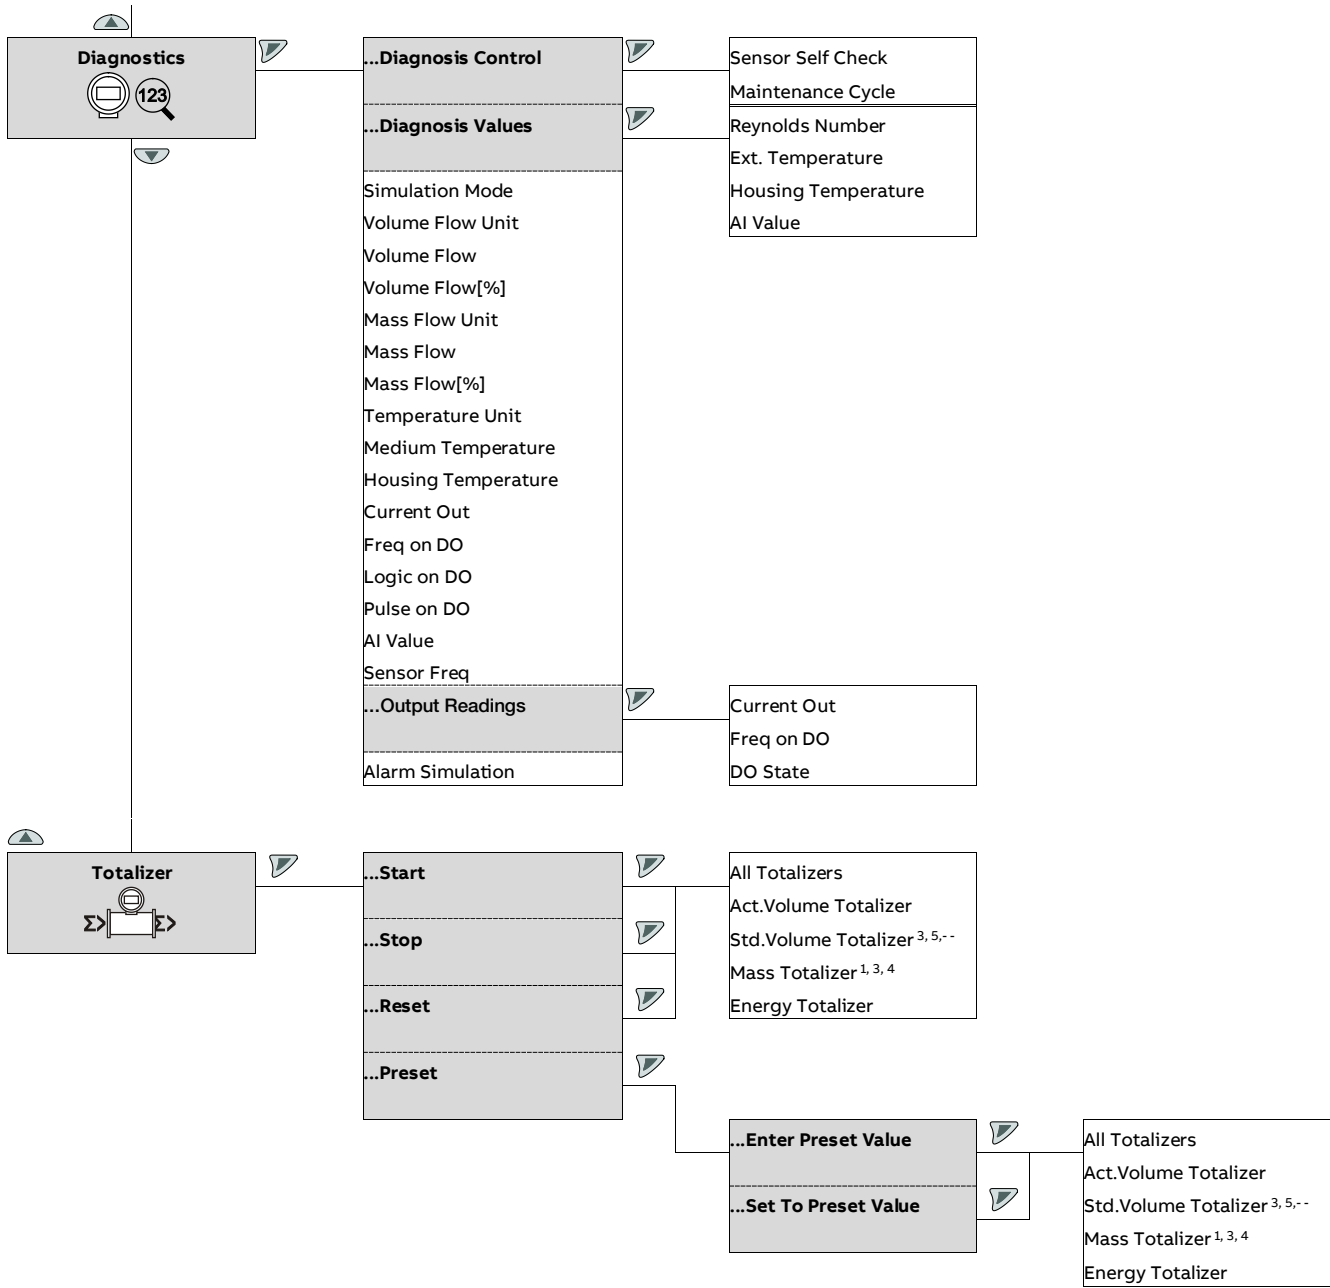 Diagnostics
123
...Diagnosis Control
Sensor Self Check
Maintenance Cycle
...Diagnosis Values
Reynolds Number
Ext. Temperature
Housing Temperature
AI Value
Simulation Mode
Volume Flow Unit
Volume Flow
Volume Flow[%]
Mass Flow Unit
Mass Flow
Mass Flow[%]
Temperature Unit
Medium Temperature
Housing Temperature
Current Out
Freq on DO
Logic on DO
Pulse on DO
AI Value
Sensor Freq
...Output Readings
Current Out
Freq on DO
DO State
Alarm Simulation
Totalizer
Σ> Σ>
...Start
...Stop
...Reset
...Preset
All Totalizers
Act.Volume Totalizer
Std.Volume Totalizer 3, 5,- -
Mass Totalizer 1, 3, 4
Energy Totalizer
...Enter Preset Value
...Set To Preset Value
All Totalizers
Act.Volume Totalizer
Std.Volume Totalizer 3, 5,- -
Mass Totalizer 1, 3, 4
Energy Totalizer